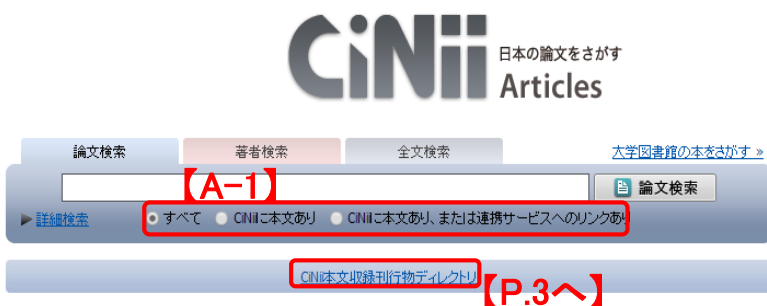 CiNii 日本の論文をさがす
Articles
論文検索 著者検索 全文検索 大学図書館の本をさがす »
【A-1】 論文検索
詳細検索 すべて CiNiiに本文あり CiNiiに本文あり、または連携サービスへのリンクあり
CiNii本文収録刊行物ディレクトリ
【P.3へ】